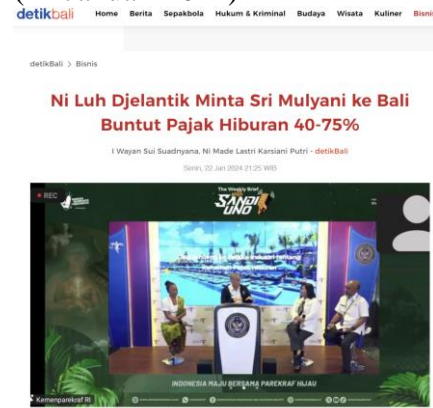 detikbali Home Berita Sepakbola Hukum & Kriminal Budaya Wisata Kuliner Bisnis
detikBali > Bisnis
Ni Luh Djelantik Minta Sri Mulyani ke Bali
Buntut Pajak Hiburan 40-75%
I Wayan Sui Suadnyana, Ni Made Lastri Karsiani Putri - detikBali
Senin, 22 Jan 2024 21:25 WIB
REC
The Weekly Brief
SANDI
UNO
INDONESIA MAJU BERSAMA PAREKRAF HIJAU
Kemenparekraf RI